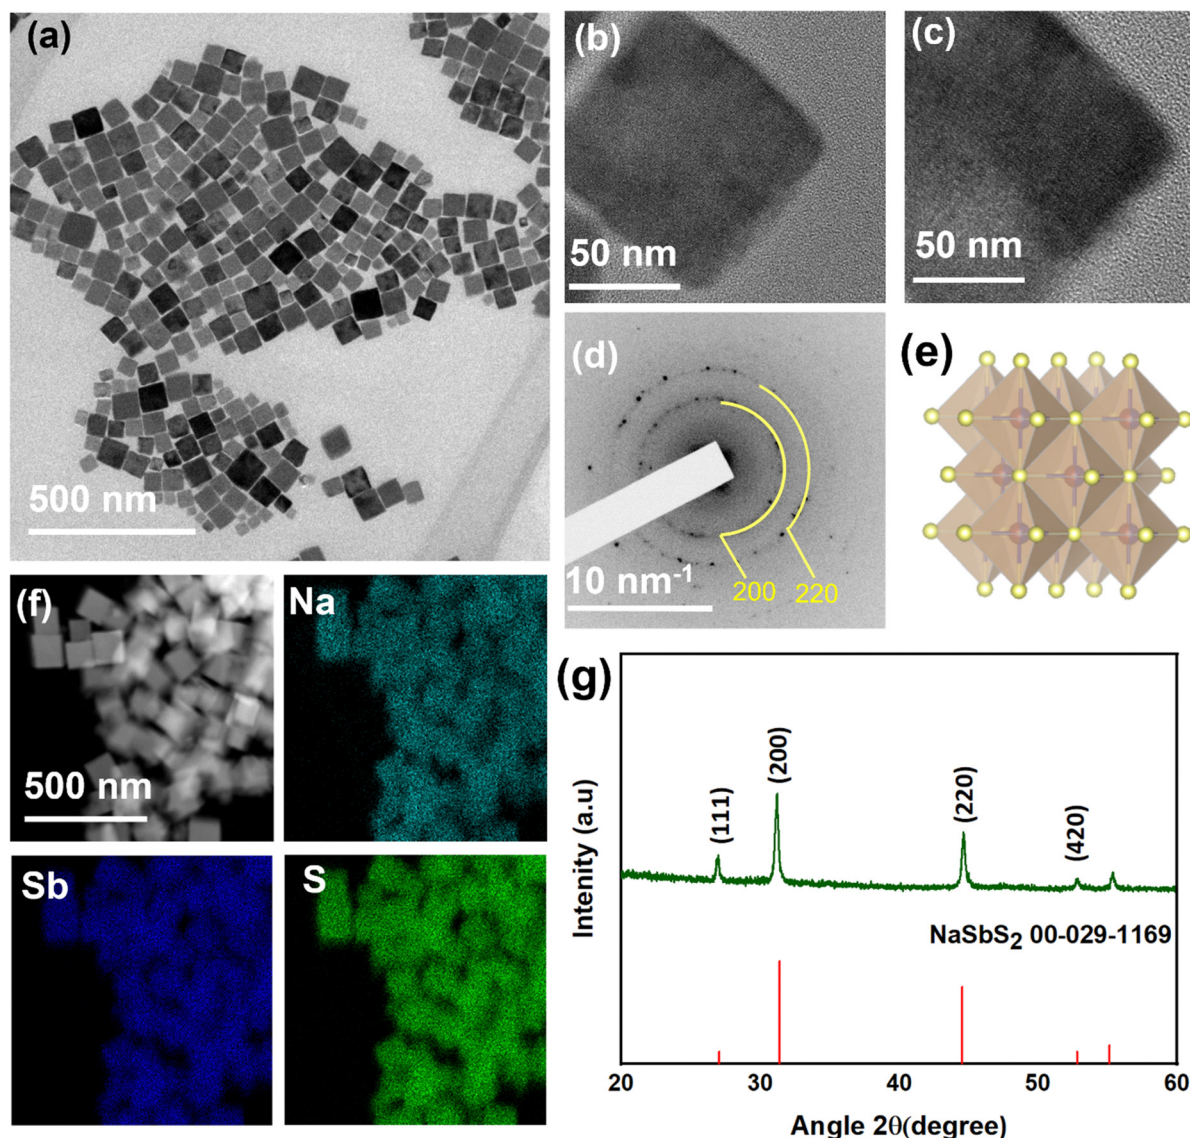 (a)
500 nm
(b)
50 nm
(c)
50 nm
(d)
10 nm-1
200
220
(e)
(f)
500 nm
Na
Sb
S
(g)
Intenity (a.u)
(111)
(200)
(220)
(420)
NaSbS2 00-029-1169
20
30
40
50
60
Angle 2θ(degree)